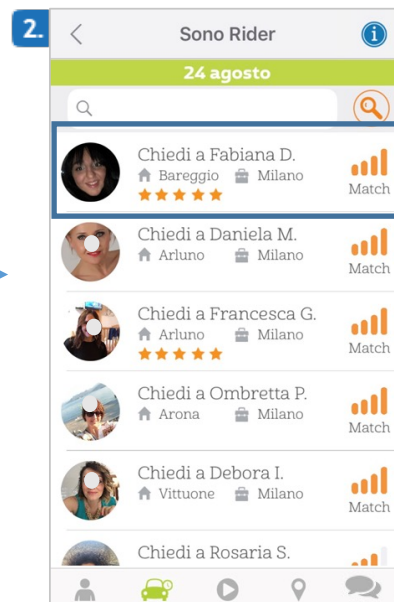 2.
Sono Rider
24 agosto
Chiedi a Fabiana D.
Bareggio Milano
Match
Chiedi a Daniela M.
Arluno Milano
Match
Chiedi a Francesca G.
Arluno Milano
Match
Chiedi a Ombretta P.
Arona Milano
Match
Chiedi a Debora I.
Vittuone Milano
Match
Chiedi a Rosaria S.